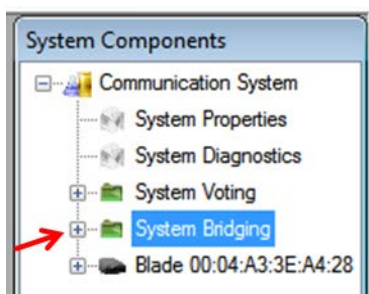 System Components
Communication System
System Properties
System Diagnostics
System Voting
System Bridging
Blade 00:04:A3:3E:A4:28